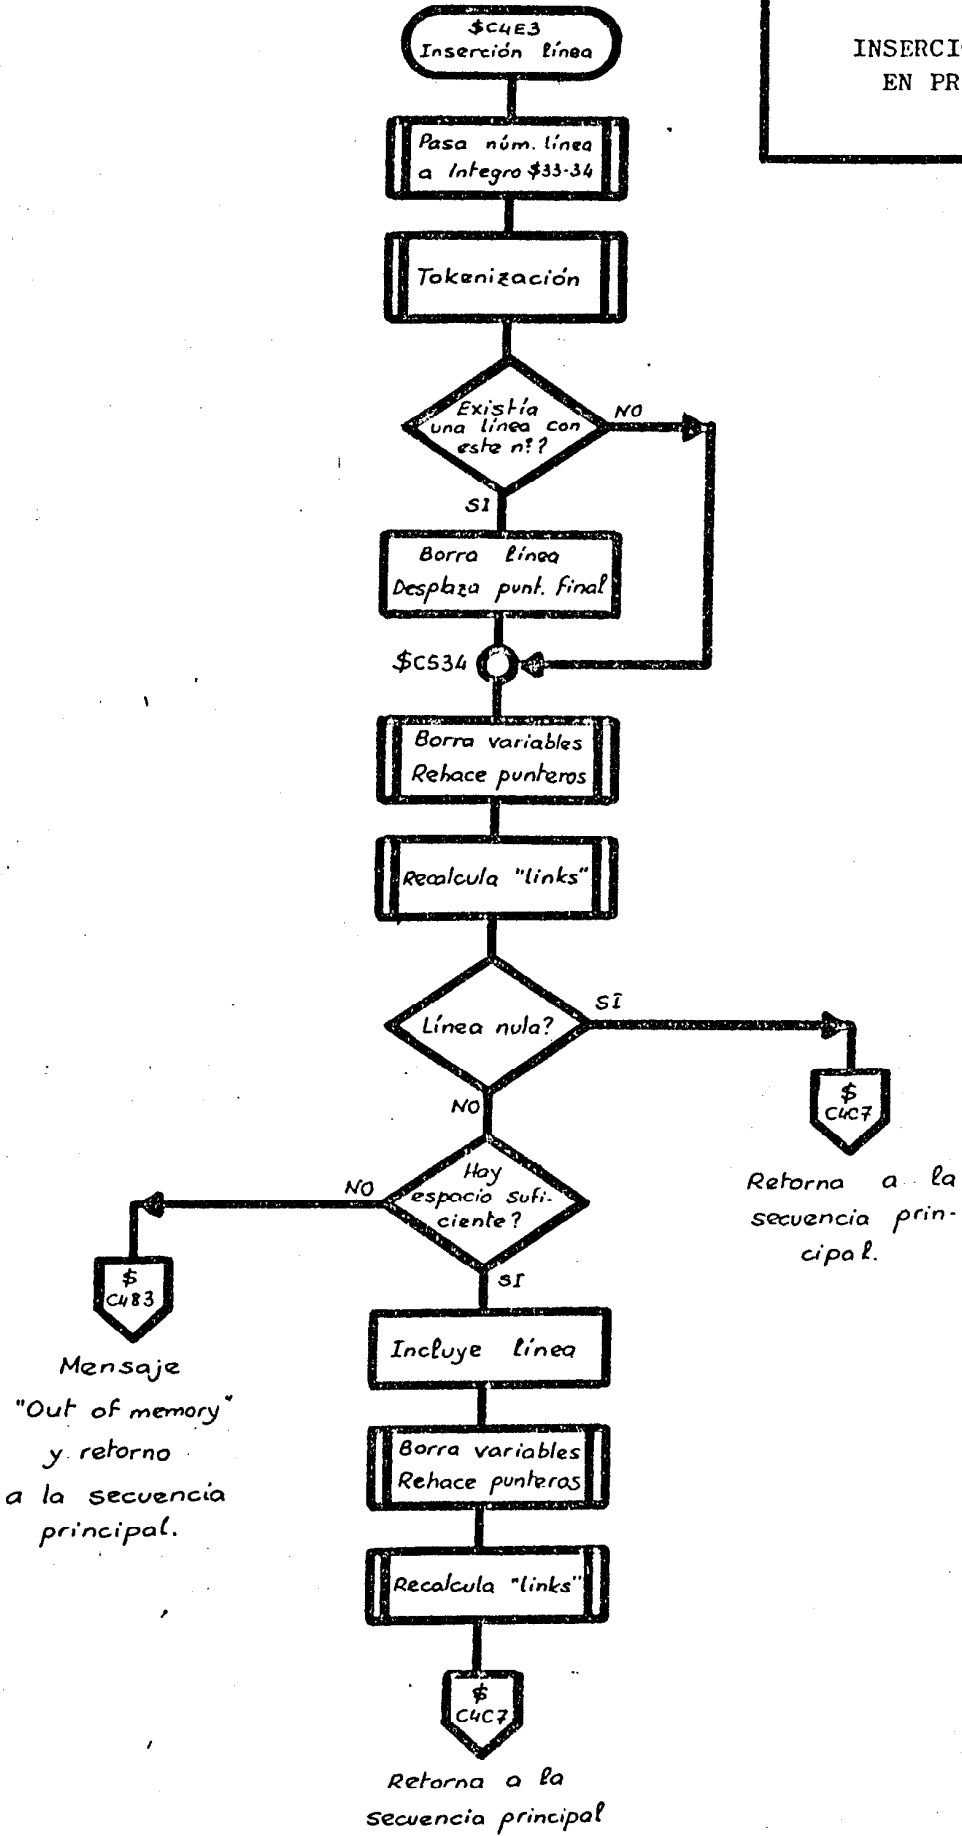 $C4E3
Inserción línea
INSERCI
EN PR
Pasa núm. línea
a Integro $33-34
Tokenización
Existía
una línea con
este nº?
NO
SI
Borra línea
Desplaza punt. final
$C534
Borra variables
Rehace punteros
Recalcula "links"
Línea nula?
SI
NO
$
C4C7
Retorna a la
secuencia prin-
cipal.
Hay
espacio sufi-
ciente?
NO
SI
$
C483
Mensaje
"Out of memory"
y retorno
a la secuencia
principal.
Incluye línea
Borra variables
Rehace punteros
Recalcula "links"
$
C4C7
Retorna a la
secuencia principal